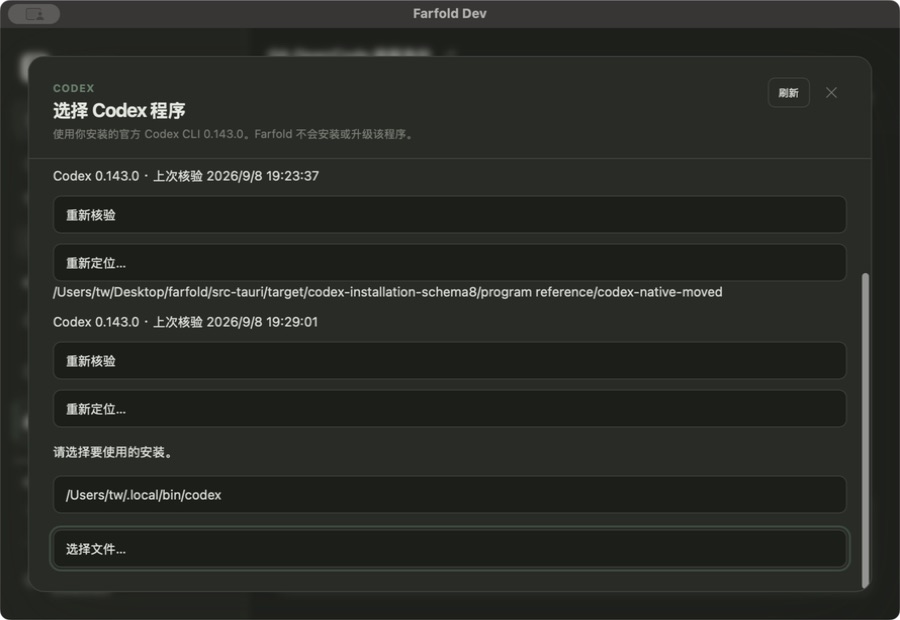 Farfold Dev
CODEX
选择 Codex 程序
刷新
使用你安装的官方 Codex CLI 0.143.0。Farfold 不会安装或升级该程序。
Codex 0.143.0 · 上次核验 2026/9/8 19:23:37
重新核验
重新定位...
/Users/tw/Desktop/farfold/src-tauri/target/codex-installation-schema8/program reference/codex-native-moved
Codex 0.143.0 · 上次核验 2026/9/8 19:29:01
重新核验
重新定位...
请选择要使用的安装。
/Users/tw/.local/bin/codex
选择文件...